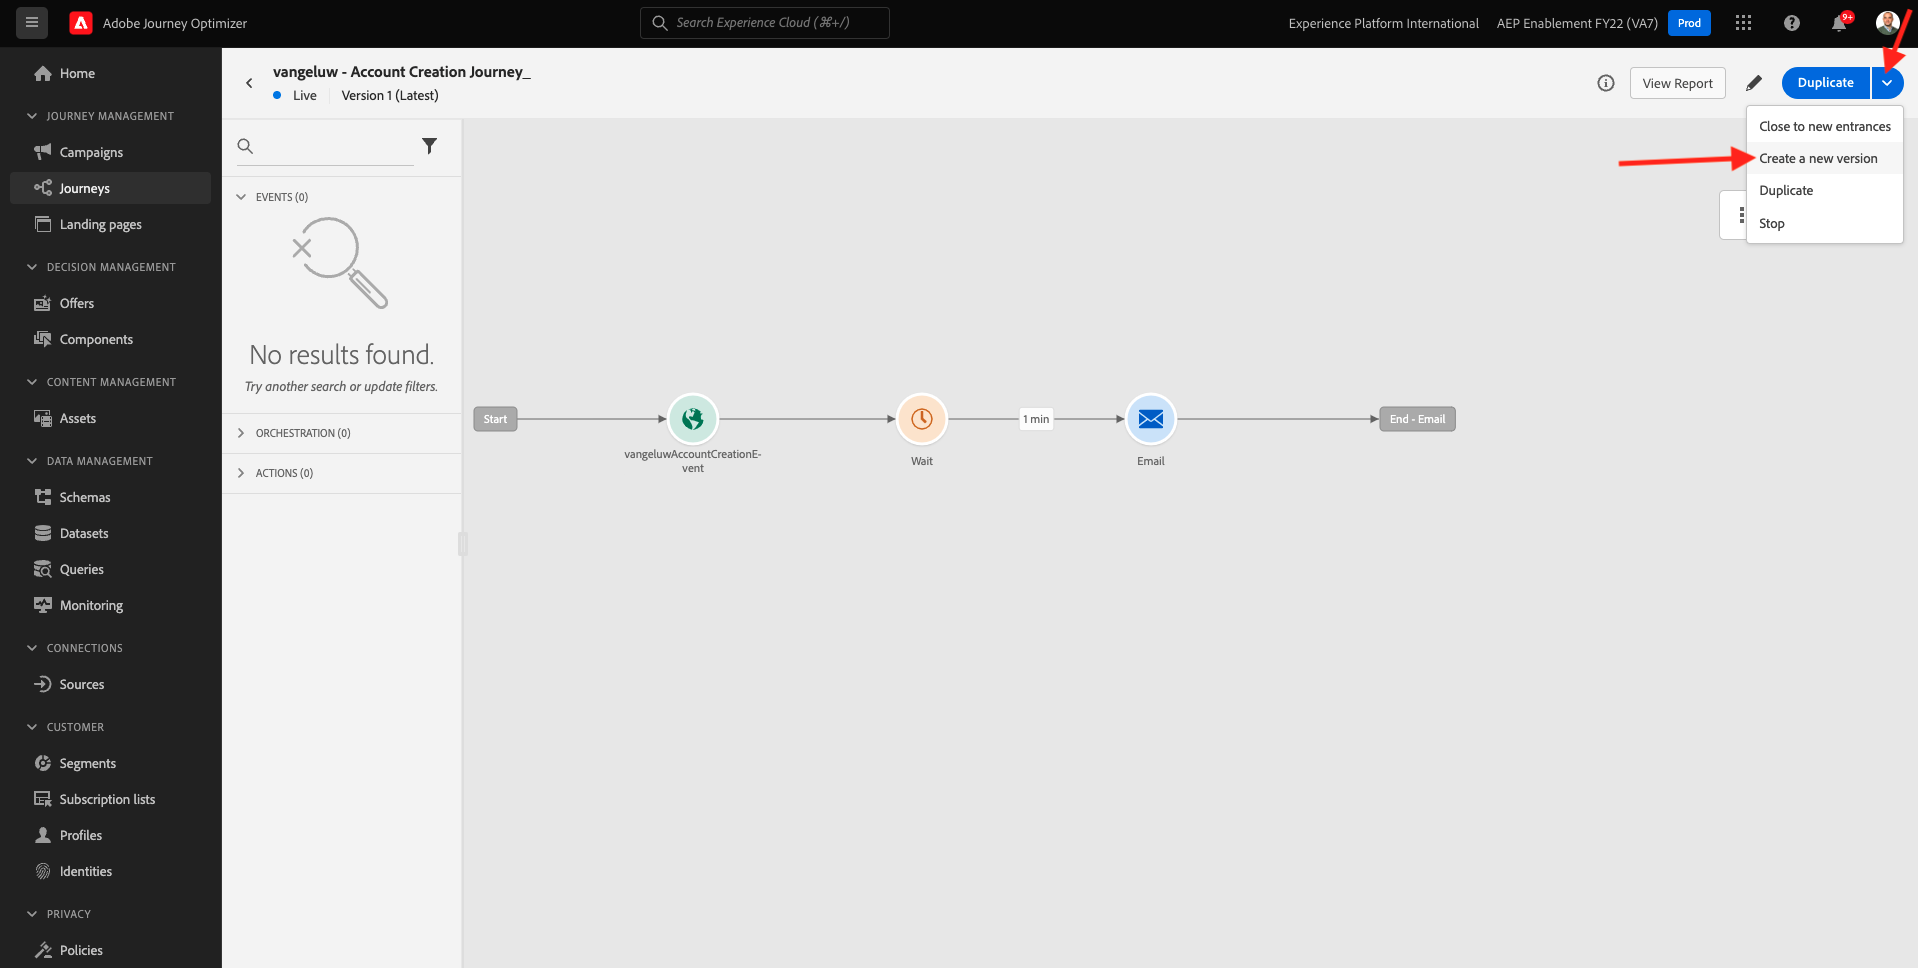 Adobe Journey Optimizer
Search Experience Cloud (⌘+/)
Experience Platform International
AEP Enablement FY22 (VA7)
Prod
9+
Home
JOURNEY MANAGEMENT
Campaigns
Journeys
Landing pages
DECISION MANAGEMENT
Offers
Components
CONTENT MANAGEMENT
Assets
DATA MANAGEMENT
Schemas
Datasets
Queries
Monitoring
CONNECTIONS
Sources
CUSTOMER
Segments
Subscription lists
Profiles
Identities
PRIVACY
Policies
vangeluw - Account Creation Journey_
Live
Version 1 (Latest)
View Report
Duplicate
Close to new entrances
Create a new version
Duplicate
Stop
EVENTS (0)
No results found.
Try another search or update filters.
ORCHESTRATION (0)
ACTIONS (0)
Start
vangeluwAccountCreationE-
vent
Wait
1 min
Email
End - Email